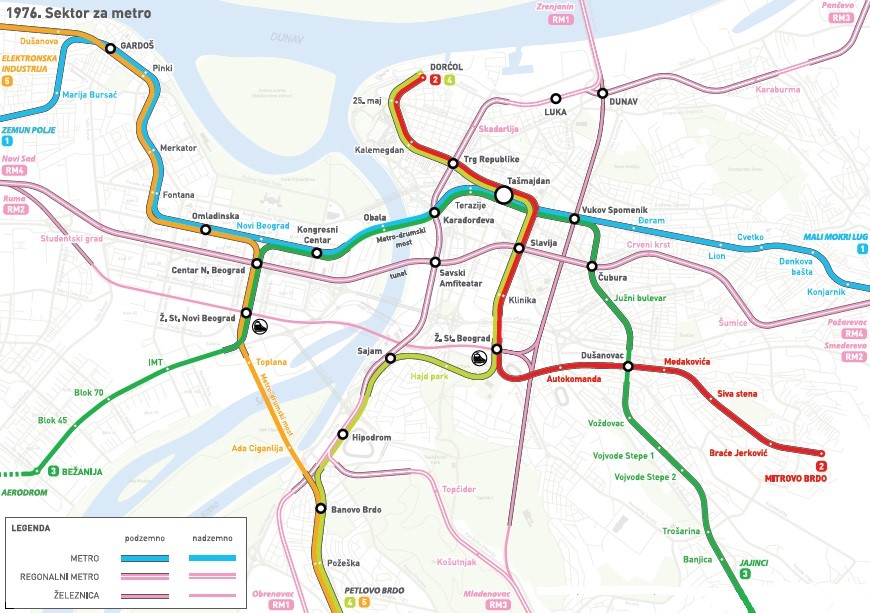 1976. Sektor za metro
Zrenjanin
RM1
Pančevo
RM3
Dušanova
GARDOŠ
DUNAV
ELEKTRONSKA
INDUSTRIJA
5
Pinki
DORĆOL
2 4
Marija Bursać
25. maj
LUKA
DUNAV
Karaburma
ZEMUN POLJE
1
Skadarlija
Merkator
Kalemegdan
Trg Republike
Novi Sad
RM4
Tašmajdan
Fontana
Ruma
RM2
Omladinska
Novi Beograd
Kongresni
Centar
Obala
Terazije
Karađorđeva
Vukov Spomenik
Đeram
Cvetko
MALI MOKRI LUG
1
Studentski grad
Metro-drumski
most
Slavija
Crveni krst
Lion
Denkova
bašta
Centar N. Beograd
tunel
Savski
Amfiteatar
Čubura
Konjarnik
Klinika
Južni bulevar
Ž. St. Novi Beograd
Šumice
Požarevac
RM4
Smederevo
RM2
Ž. St. Beograd
Sajam
Dušanovac
Medakovića
IMT
Toplana
Hajd park
Autokomanda
Metro-drumski most
Blok 70
Siva stena
Blok 45
Voždovac
Hipodrom
Ada Ciganlija
Vojvode Stepe 1
Braće Jerković
2
MITROVO BRDO
3 BEŽANIJA
Vojvode Stepe 2
AERODROM
Topčider
Banovo Brdo
LEGENDA
podzemno
nadzemno
Trošarina
METRO
Požeška
Košutnjak
Banjica
JAJINCI
3
REGONALNI METRO
ŽELEZNICA
Obrenovac
RM1
PETLOVO BRDO
4 5
Mladenovac
RM3